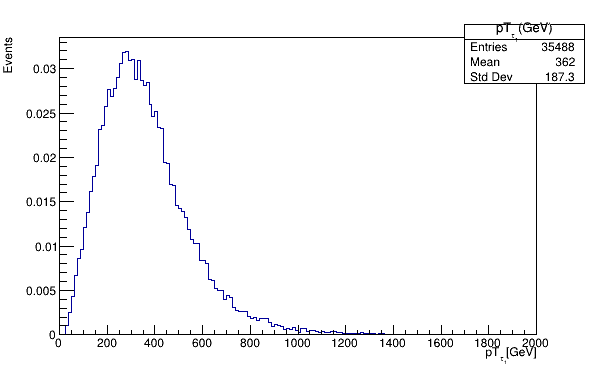 pT_τ₁(GeV)
Entries 35488
Mean 362
Std Dev 187.3
Events
0.03
0.025
0.02
0.015
0.01
0.005
0
0 200 400 600 800 1000 1200 1400 1600 1800 2000
pT_τ₁[GeV]